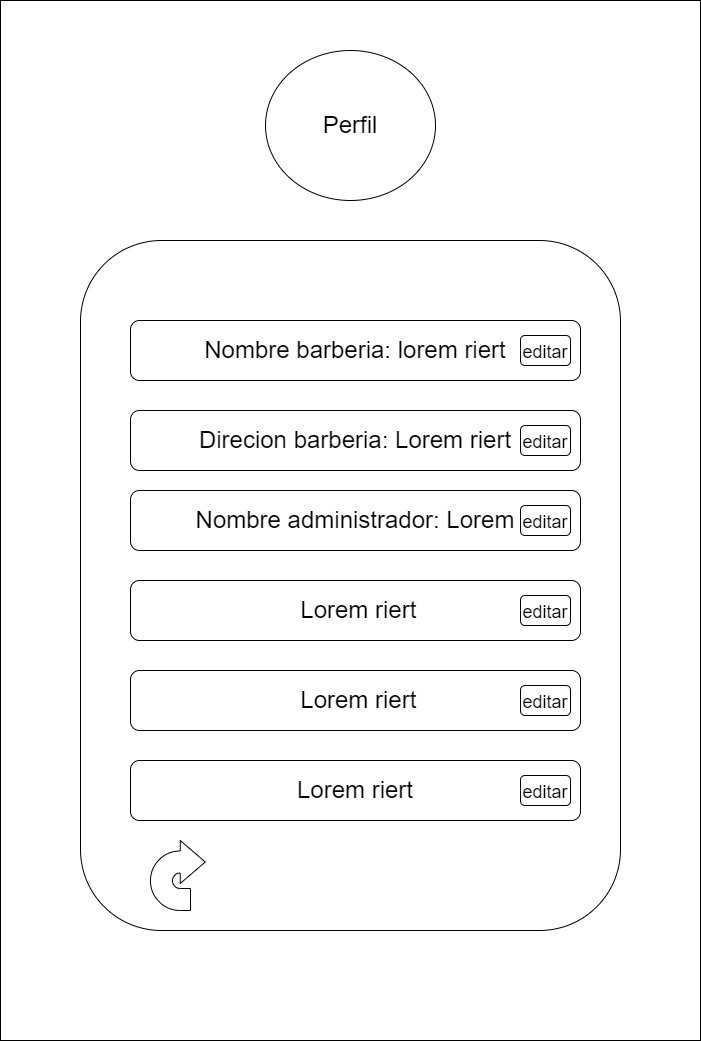 Perfil
Nombre barberia: lorem riert editar
Direcion barberia: Lorem riert editar
Nombre administrador: Lorem editar
Lorem riert editar
Lorem riert editar
Lorem riert editar